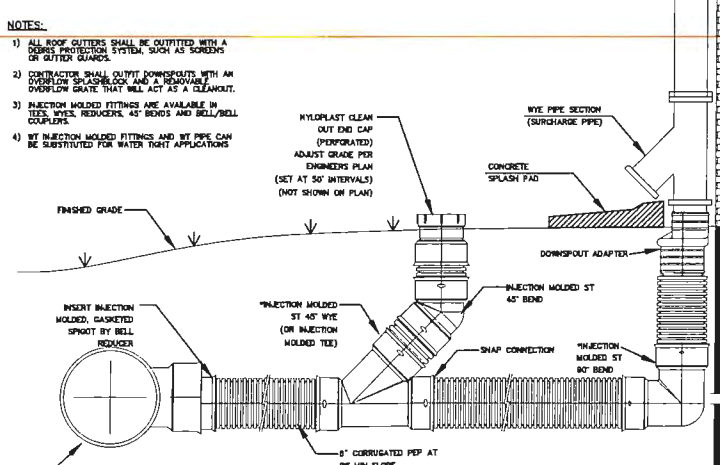 NOTES:
1) ALL ROOF GUTTERS SHALL BE OUTFITTED WITH A
DEBRIS PROTECTION SYSTEM, SUCH AS SCREENS
OR GUTTER GUARDS.
2) CONTRACTOR SHALL OUTFIT DOWNSPOUTS WITH AN
OVERFLOW SPLASHBLOCK AND A REMOVABLE
OVERFLOW GRATE THAT WILL ACT AS A CLEANOUT.
3) INJECTION MOLDED FITTINGS ARE AVAILABLE IN
TEES, WYES, REDUCERS, 45° BENDS AND BELL/BELL
COUPLERS.
4) WT INJECTION MOLDED FITTINGS AND WT PIPE CAN
BE SUBSTITUTED FOR WATER TIGHT APPLICATIONS
NYLOPLAST CLEAN
OUT END CAP
(PERFORATED)
ADJUST GRADE PER
ENGINEERS PLAN
(SET AT 50' INTERVALS)
(NOT SHOWN ON PLAN)
WYE PIPE SECTION
(SURCHARGE PIPE)
CONCRETE
SPLASH PAD
FINISHED GRADE
DOWNSPOUT ADAPTER
INSERT INJECTION
MOLDED, GASKETED
SPIGOT BY BELL
REDUCER
*INJECTION MOLDED
ST 45° WYE
(OR INJECTION
MOLDED TEE)
INJECTION MOLDED ST
45° BEND
SNAP CONNECTION
*INJECTION
MOLDED ST
90° BEND
8" CORRUGATED PEP AT